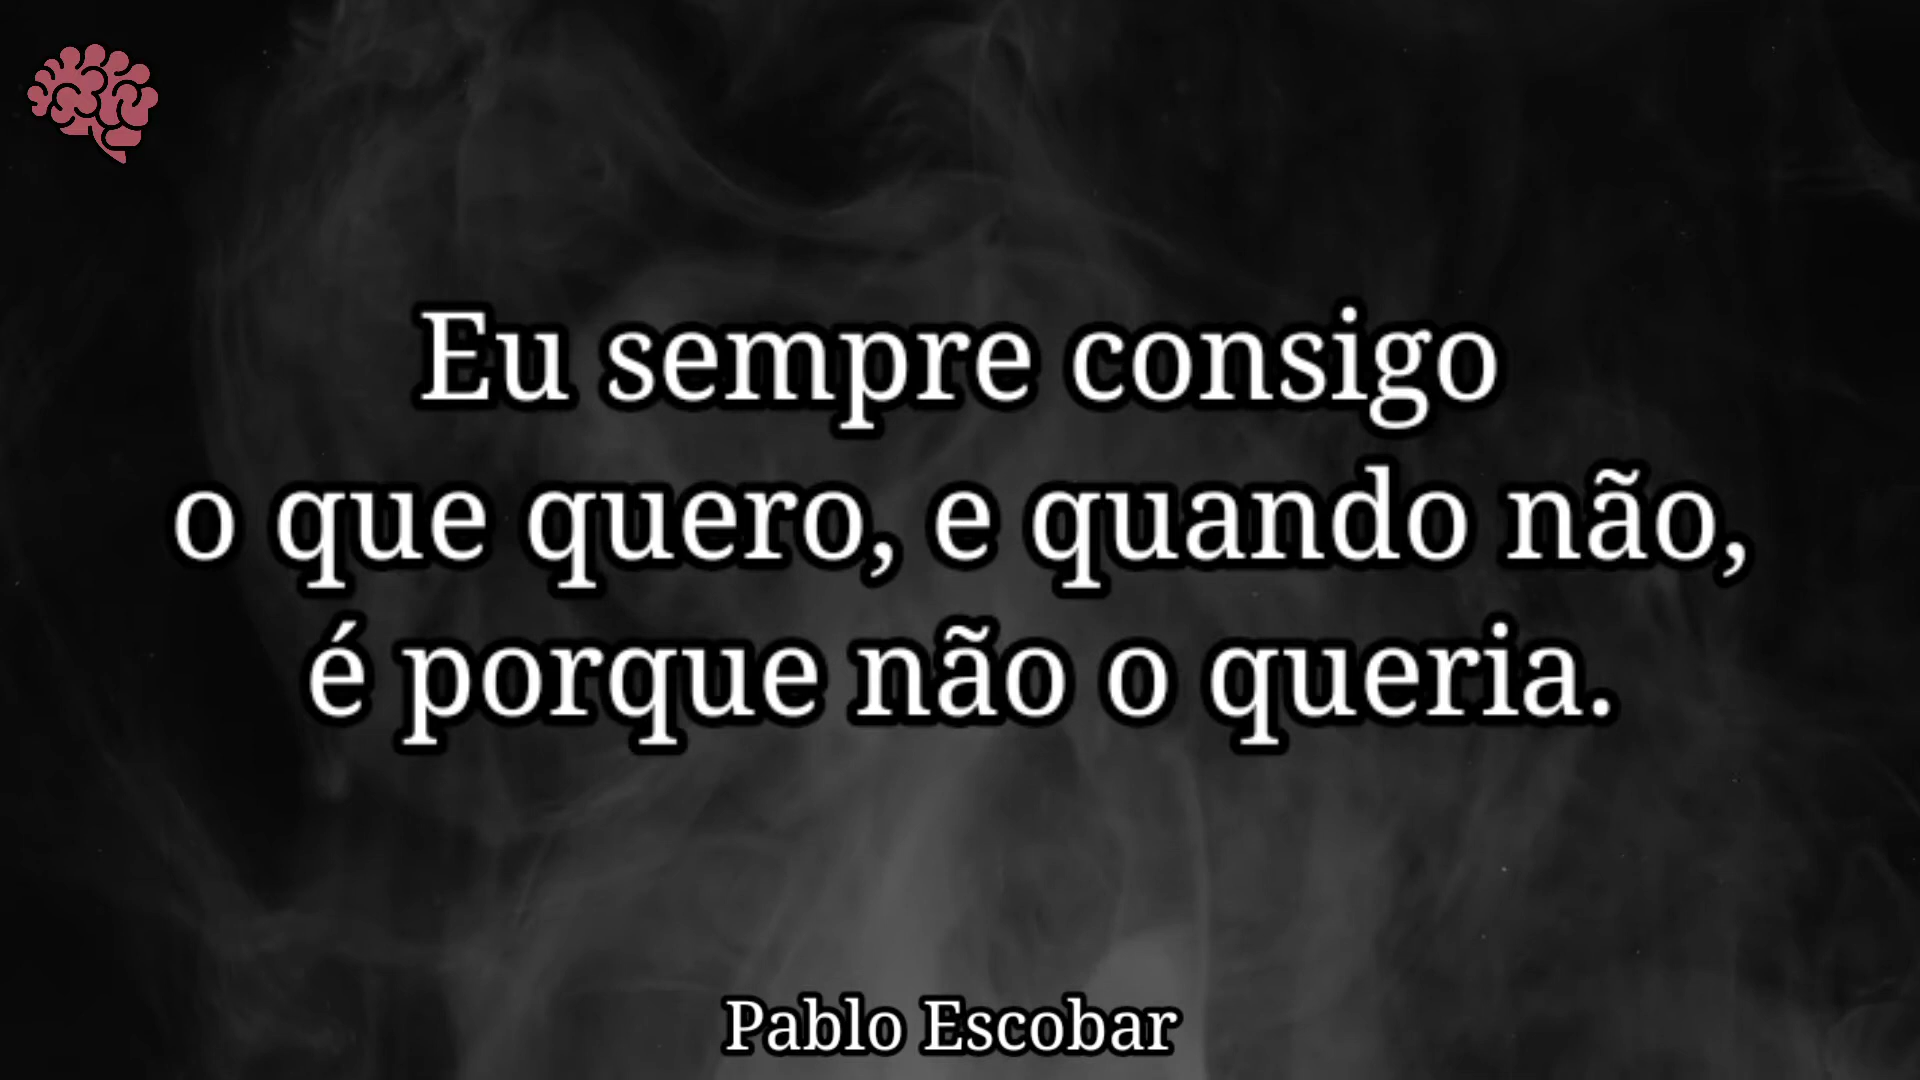 Eu sempre consigo
o que quero, e quando não,
é porque não o queria.
Pablo Escobar